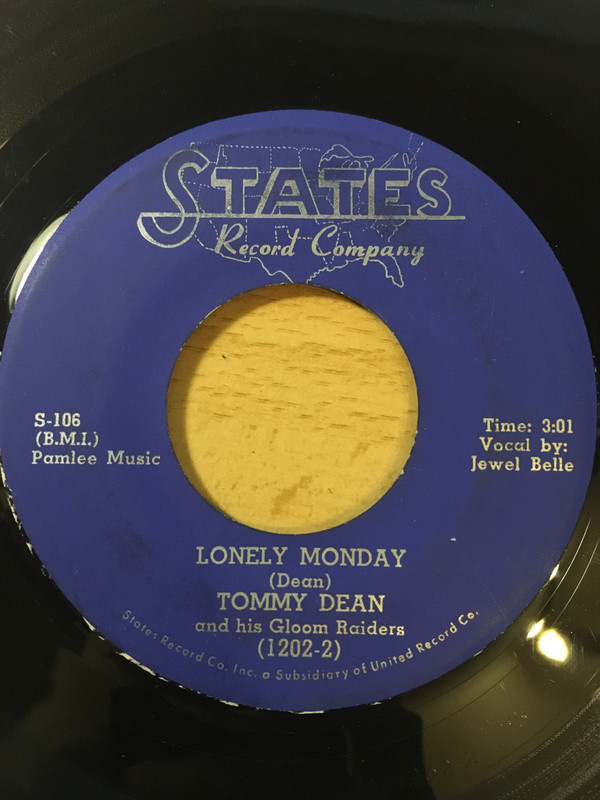 STATES
Record Company
S-106
(B.M.I.)
Pamlee Music
Time: 3:01
Vocal by:
Jewel Belle
LONELY MONDAY
(Dean)
TOMMY DEAN
and his Gloom Raiders
(1202-2)
States Record Co. Inc. a Subsidiary of United Record Co.